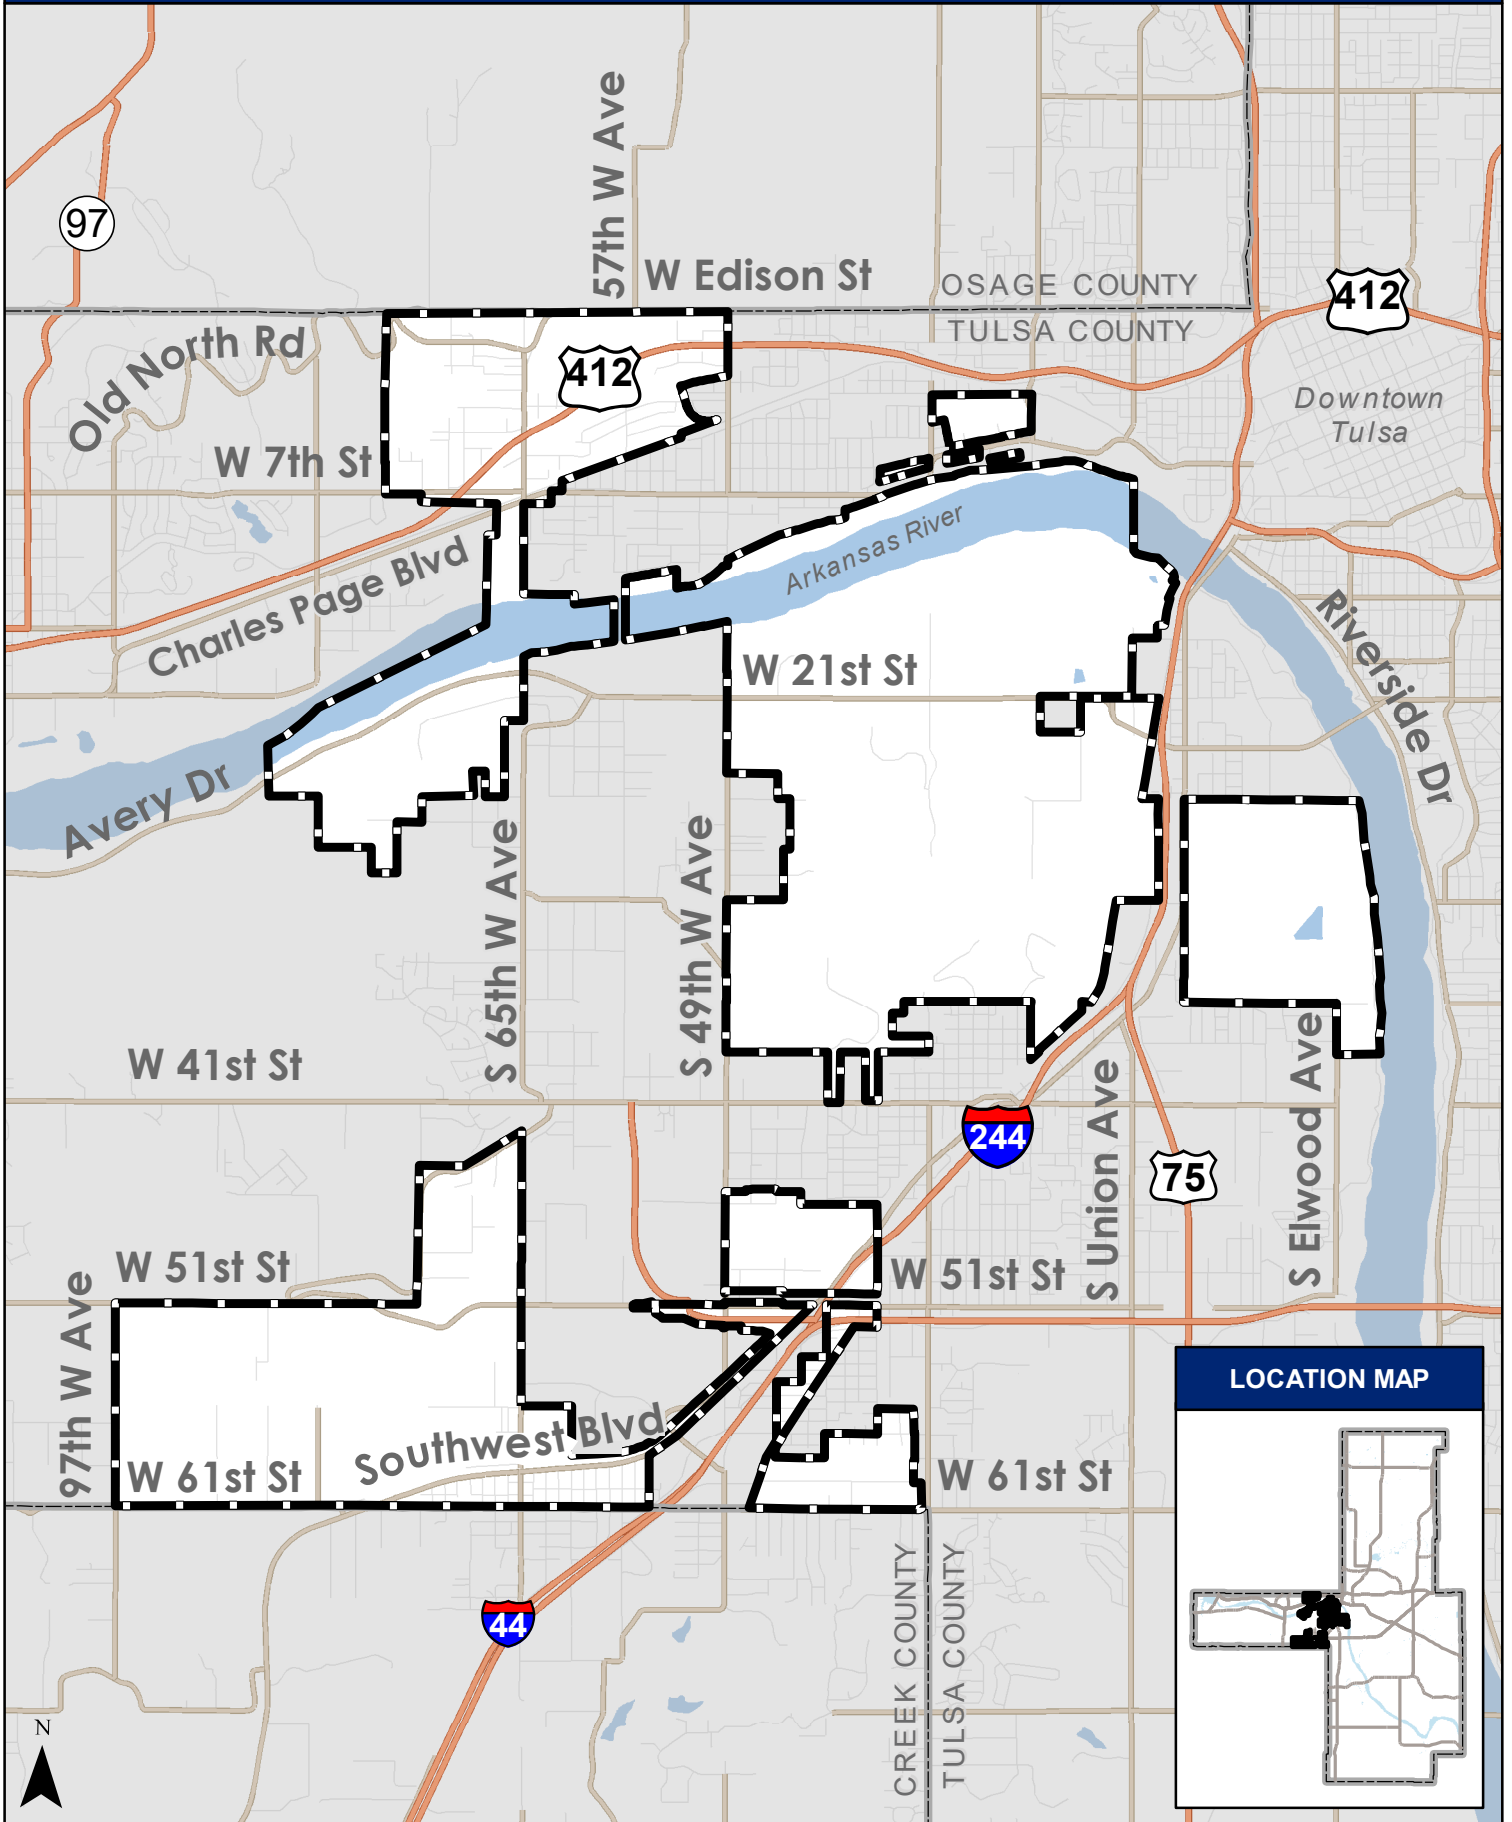 57th W Ave
97
W Edison St
OSAGE COUNTY
TULSA COUNTY
412
Old North Rd
412
Downtown
Tulsa
W 7th St
Charles Page Blvd
Arkansas River
Riverside Dr
W 21st St
Avery Dr
S 65th W Ave
S 49th W Ave
W 41st St
S Union Ave
S Elwood Ave
244
75
W 51st St
W 51st St
97th W Ave
Southwest Blvd
W 61st St
W 61st St
LOCATION MAP
CREEK COUNTY
TULSA COUNTY
44
N